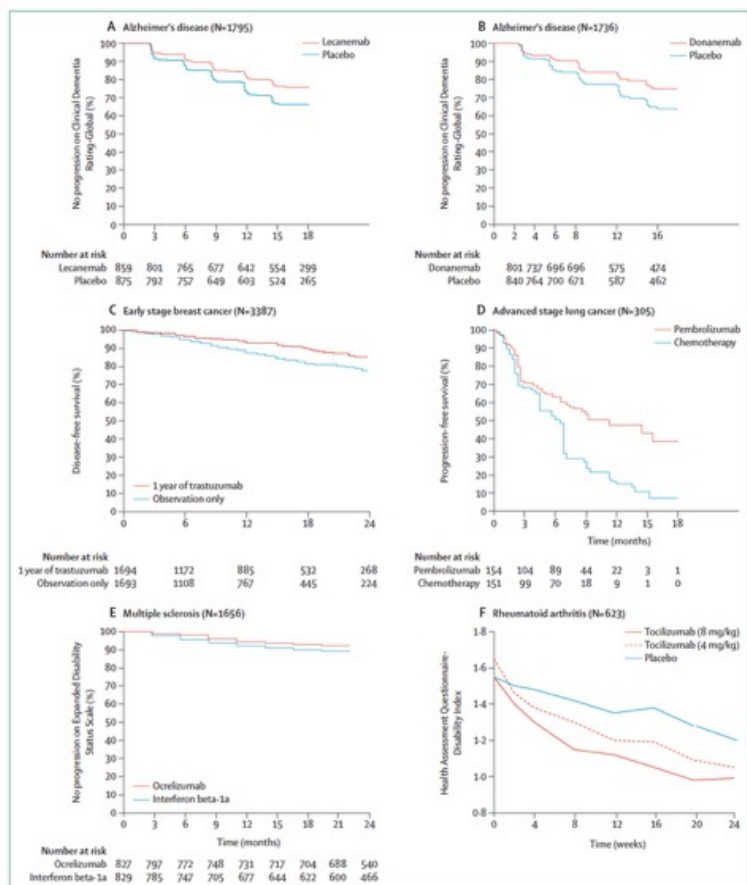 A Alzheimer's disease (N=1795)
Lecanemab
Placebo
No progression on Clinical Dementia
Rating-Global (%)
100
90
80
70
60
50
40
30
20
10
0
0 3 6 9 12 15 18
Number at risk
Lecanemab 859 801 765 677 642 554 299
Placebo 875 792 757 649 603 524 265
B Alzheimer's disease (N=1736)
Donanemab
Placebo
No progression on Clinical Dementia
Rating-Global (%)
100
90
80
70
60
50
40
30
20
10
0
0 2 4 6 8 12 16
Number at risk
Donanemab 801 737 696 696 575 474
Placebo 840 764 700 671 587 462
C Early stage breast cancer (N=3387)
Disease-free survival (%)
100
90
80
70
60
50
40
30
20
10
0
1 year of trastuzumab
Observation only
0 6 12 18 24
Number at risk
1 year of trastuzumab 1694 1172 885 532 268
Observation only 1693 1108 767 445 224
D Advanced stage lung cancer (N=305)
Pembrolizumab
Chemotherapy
Progression-free survival (%)
100
90
80
70
60
50
40
30
20
10
0
0 3 6 9 12 15 18
Time (months)
Number at risk
Pembrolizumab 154 104 89 44 22 3 1
Chemotherapy 151 99 70 18 9 1 0
E Multiple sclerosis (N=1656)
No progression on Expanded Disability
Status Scale (%)
100
90
80
70
60
50
40
30
20
10
0
Ocrelizumab
Interferon beta-1a
0 3 6 9 12 15 18 21 24
Time (months)
Number at risk
Ocrelizumab 827 797 772 748 731 717 704 688 540
Interferon beta-1a 829 785 747 705 677 644 622 600 466
F Rheumatoid arthritis (N=623)
Tocilizumab (8 mg/kg)
Tocilizumab (4 mg/kg)
Placebo
Health Assessment Questionnaire-
Disability Index
1·8
1·6
1·4
1·2
1·0
0·8
0 4 8 12 16 20 24
Time (weeks)